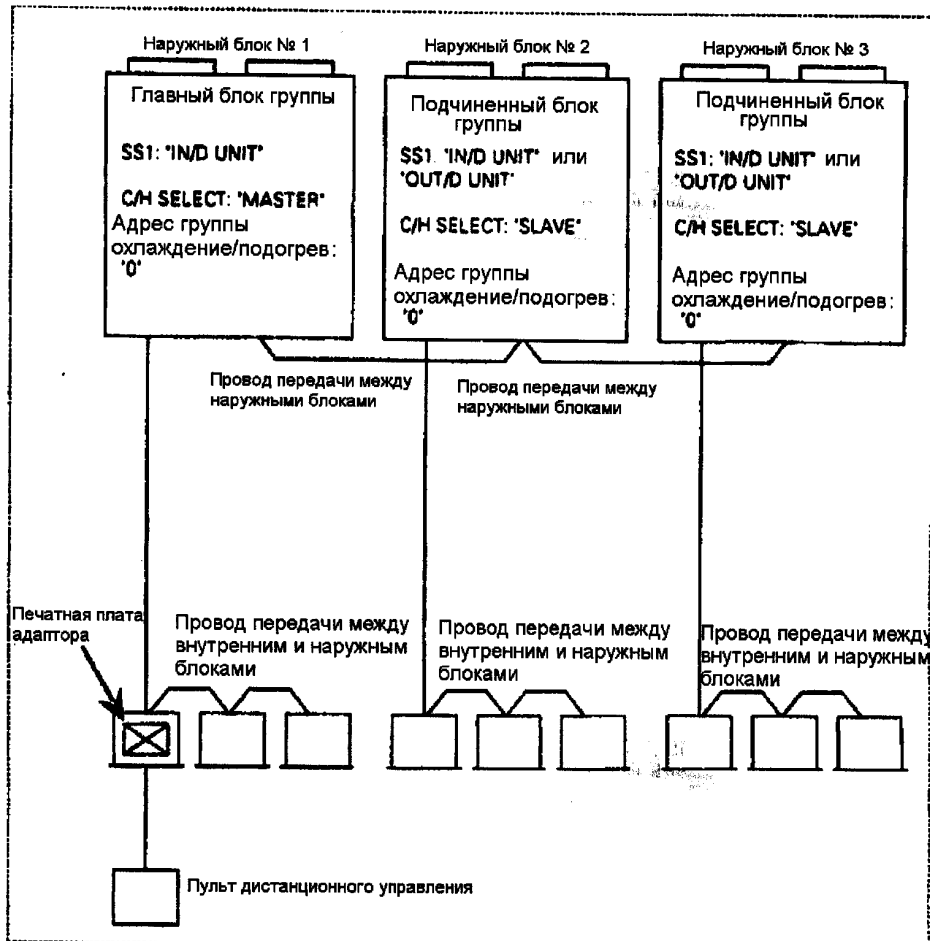 Наружный блок № 1
Наружный блок № 2
Наружный блок № 3
Главный блок группы
SS1: "IN/D UNIT"
C/H SELECT: "MASTER"
Адрес группы
охлаждение/подогрев:
"0"
Подчиненный блок
группы
SS1. "IN/D UNIT" или
"OUT/D UNIT"
C/H SELECT: "SLAVE"
Адрес группы
охлаждение/подогрев:
"0"
Подчиненный блок
группы
SS1: "IN/D UNIT" или
"OUT/D UNIT"
C/H SELECT: "SLAVE"
Адрес группы
охлаждение/подогрев:
"0"
Провод передачи между
наружными блоками
Провод передачи между
наружными блоками
Печатная плата
адаптора
Провод передачи между
внутренним и наружным
блоками
Провод передачи между
внутренним и наружным
блоками
Провод передачи между
внутренним и наружным
блоками
Пульт дистанционного управления